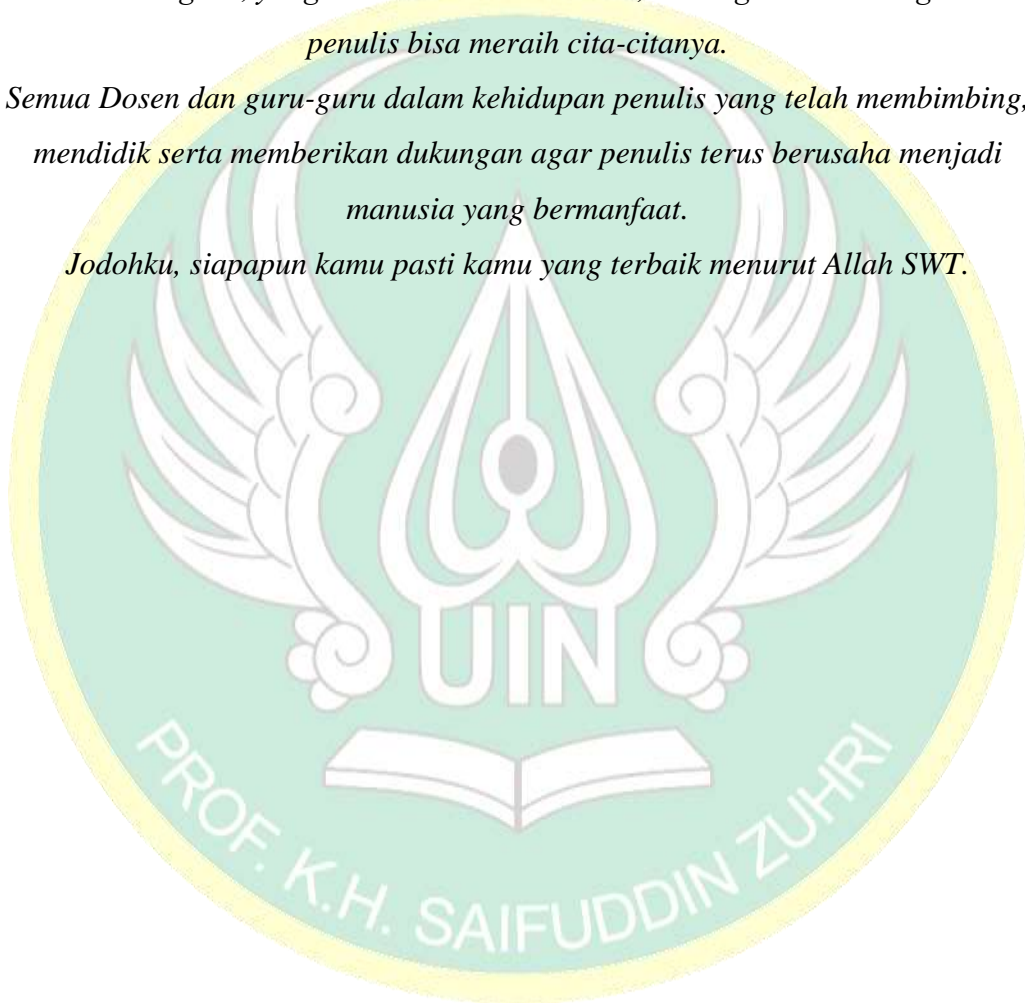 yang
penulis bisa meraih cita-citanya.
Semua Dosen dan guru-guru dalam kehidupan penulis yang telah membimbing,
mendidik serta memberikan dukungan agar penulis terus berusaha menjadi
manusia yang bermanfaat.
Jodohku, siapapun kamu pasti kamu yang terbaik menurut Allah SWT.
UIN
PROF. K.H. SAIFUDDIN ZUHRI